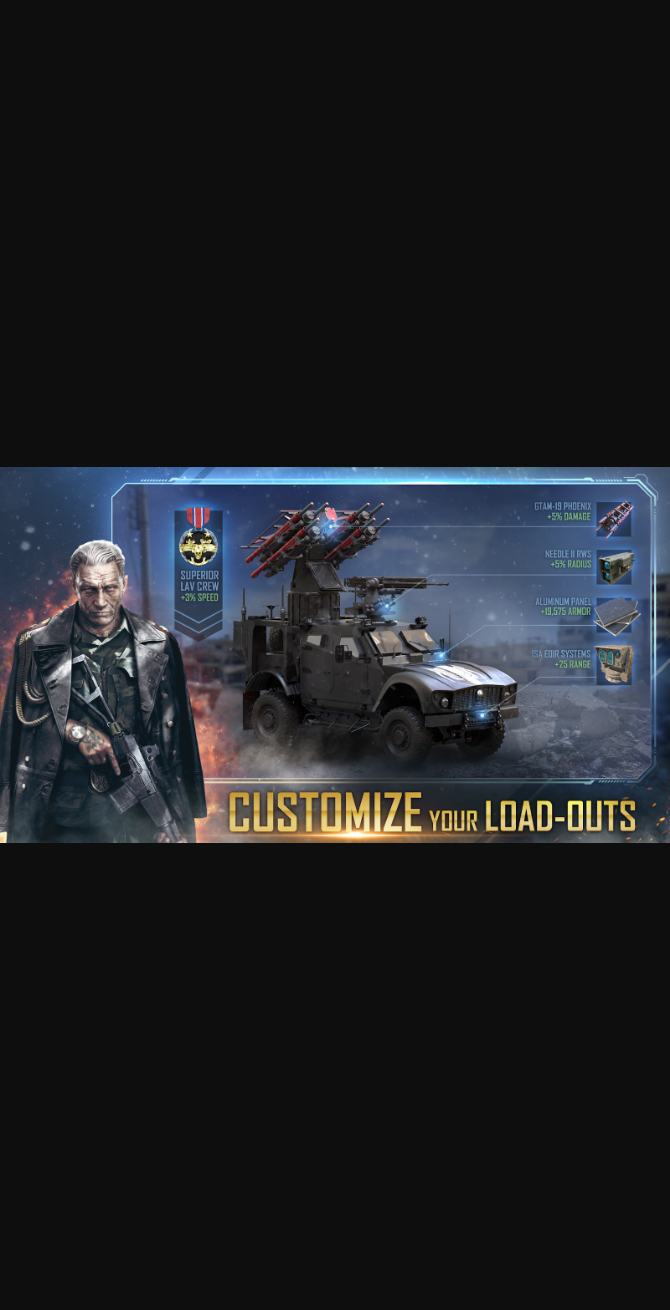 SUPERIOR
LAV CREW
+3% SPEED
GTAM-19 PHOENIX
+5% DAMAGE
NEEDLE II RWS
+5% RADIUS
ALUMINUM PANEL
+19,575 ARMOR
SYSTEMS
+25 RANGE
CUSTOMIZE YOUR LOAD-OUTS